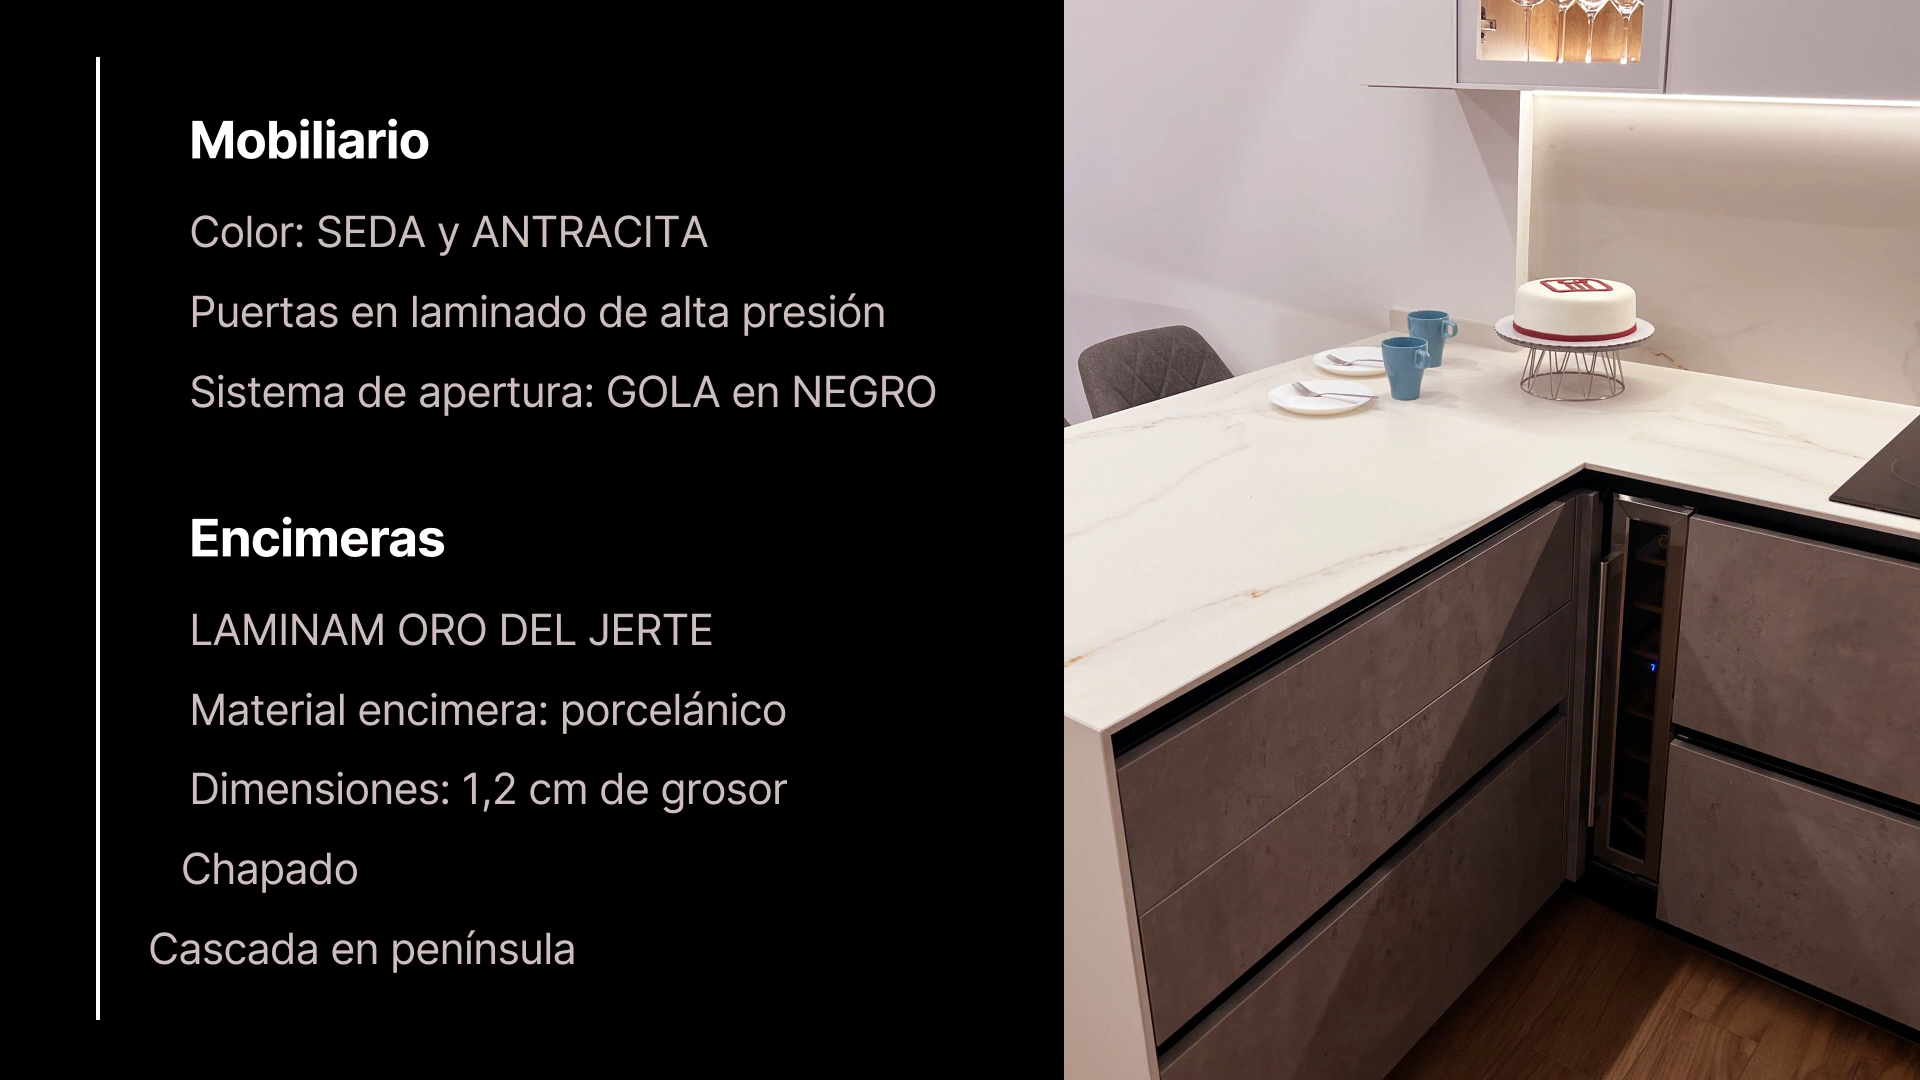 Mobiliario
Color: SEDA y ANTRACITA
Puertas en laminado de alta presión
Sistema de apertura: GOLA en NEGRO
Encimeras
LAMINAM ORO DEL JERTE
Material encimera: porcelánico
Dimensiones: 1,2 cm de grosor
Chapado
Cascada en península